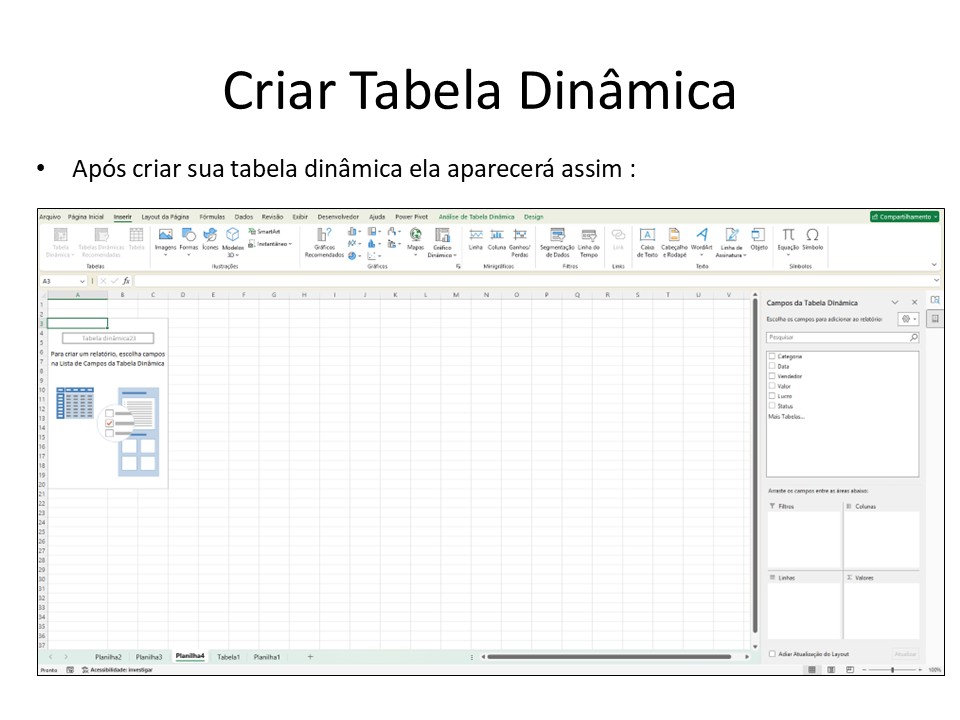 Criar Tabela Dinâmica
• Após criar sua tabela dinâmica ela aparecerá assim :
Arquivo Página Inicial Inserir Layout da Página Fórmulas Dados Revisão Exibir Desenvolvedor Ajuda Power Pivot Análise de Tabela Dinâmica Design Compartilhamento
Tabela Dinâmica Tabelas Dinâmicas Recomendadas Tabela Imagens Formas Ícones Modelos 3D SmartArt Instantâneo Gráficos Recomendados Mapas Gráfico Dinâmico Linha Coluna Ganhos/Perdas Segmentação de Dados Linha do Tempo Link Caixa de Texto Cabeçalho e Rodapé WordArt Linha de Assinatura Objeto Equação Símbolo
Tabelas Ilustrações Gráficos Minigráficos Filtros Links Texto Símbolos
A3 fx
A B C D E F G H I J K L M N O P Q R S T U V
1
2
3
4
5
6
7
8
9
10
11
12
13
14
15
16
17
18
19
20
21
22
23
24
25
26
27
28
29
30
31
32
33
34
35
36
37
Tabela dinâmica23
Para criar um relatório, escolha campos
na Lista de Campos da Tabela Dinâmica
Campos da Tabela Dinâmica
Escolha os campos para adicionar ao relatório:
Pesquisar
Categoria
Data
Vendedor
Valor
Lucro
Status
Mais Tabelas...
Arraste os campos entre as áreas abaixo:
Filtros Colunas
Linhas Valores
Adiar Atualização do Layout Atualizar
Planilha2 Planilha3 Planilha4 Tabela1 Planilha1 +
Pronto Acessibilidade: investigar 100%